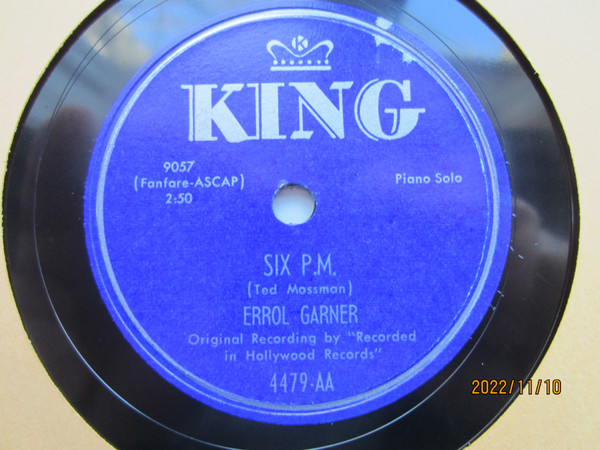 K
KING
9057
(Fanfare-ASCAP)
2:50
Piano Solo
SIX P.M.
(Ted Mossman)
ERROL GARNER
Original Recording by "Recorded
in Hollywood Records"
4479-AA
2022/11/10